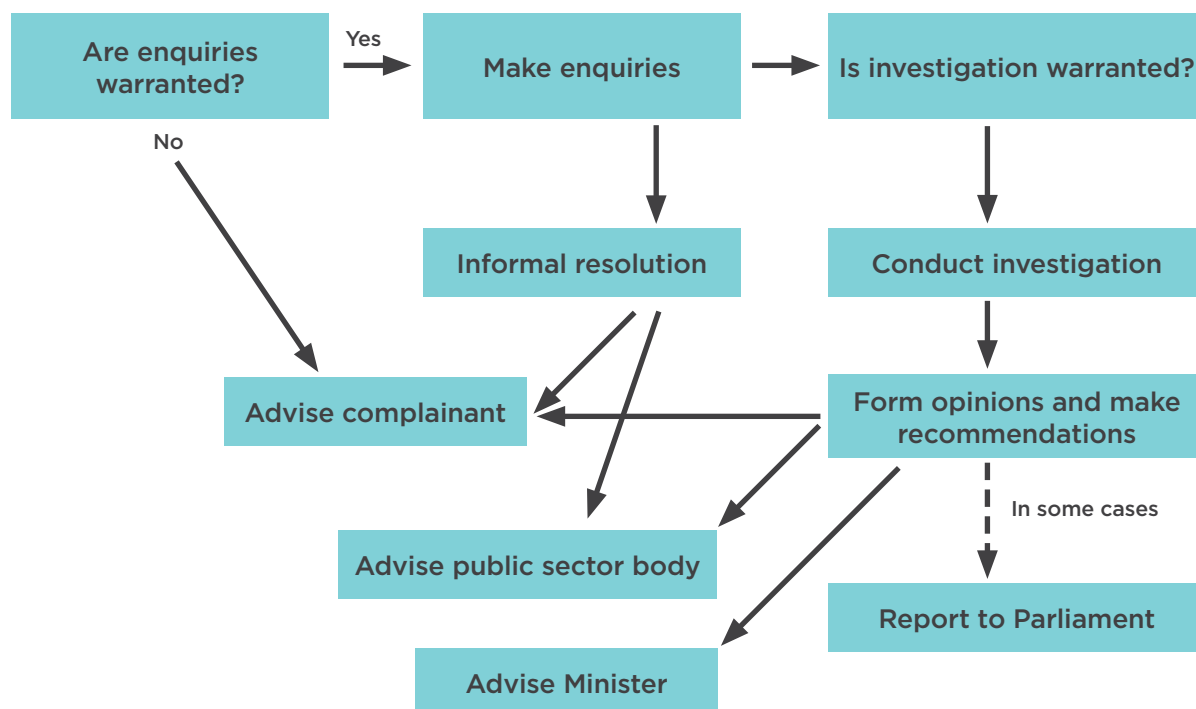 Are enquiries
warranted?
Yes
Make enquiries
Is investigation warranted?
No
Informal resolution
Conduct investigation
Advise complainant
Form opinions and make
recommendations
In some cases
Advise public sector body
Report to Parliament
Advise Minister